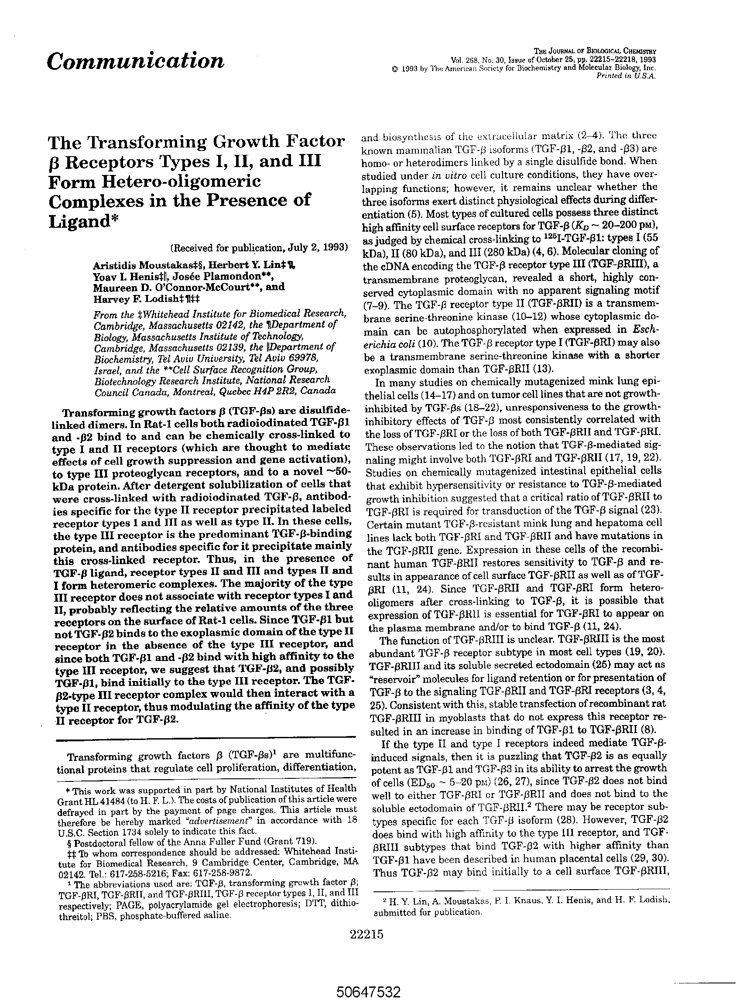 Communication
THE JOURNAL OF BIOLOGICAL CHEMISTRY
Vol. 268, No. 30, Issue of October 25, pp. 22215-22218, 1993
© 1993 by The American Society for Biochemistry and Molecular Biology, Inc.
Printed in U.S.A.
The Transforming Growth Factor
β Receptors Types I, II, and III
Form Hetero-oligomeric
Complexes in the Presence of
Ligand*
(Received for publication, July 2, 1993)
Aristidis Moustakas‡§, Herbert Y. Lin‡¶,
Yoav I. Henis‡‖, Josée Plamondon**,
Maureen D. O'Connor-McCourt**, and
Harvey F. Lodish‡¶‡‡
From the ‡Whitehead Institute for Biomedical Research,
Cambridge, Massachusetts 02142, the ¶Department of
Biology, Massachusetts Institute of Technology,
Cambridge, Massachusetts 02139, the ‖Department of
Biochemistry, Tel Aviv University, Tel Aviv 69978,
Israel, and the **Cell Surface Recognition Group,
Biotechnology Research Institute, National Research
Council Canada, Montreal, Quebec H4P 2R2, Canada
Transforming growth factors β (TGF-βs) are disulfide-
linked dimers. In Rat-1 cells both radioiodinated TGF-β1
and -β2 bind to and can be chemically cross-linked to
type I and II receptors (which are thought to mediate
effects of cell growth suppression and gene activation),
to type III proteoglycan receptors, and to a novel ~50-
kDa protein. After detergent solubilization of cells that
were cross-linked with radioiodinated TGF-β, antibod-
ies specific for the type II receptor precipitated labeled
receptor types I and III as well as type II. In these cells,
the type III receptor is the predominant TGF-β-binding
protein, and antibodies specific for it precipitate mainly
this cross-linked receptor. Thus, in the presence of
TGF-β ligand, receptor types II and III and types II and
I form heteromeric complexes. The majority of the type
III receptor does not associate with receptor types I and
II, probably reflecting the relative amounts of the three
receptors on the surface of Rat-1 cells. Since TGF-β1 but
not TGF-β2 binds to the exoplasmic domain of the type II
receptor in the absence of the type III receptor, and
since both TGF-β1 and -β2 bind with high affinity to the
type III receptor, we suggest that TGF-β2, and possibly
TGF-β1, bind initially to the type III receptor. The TGF-
β2-type III receptor complex would then interact with a
type II receptor, thus modulating the affinity of the type
II receptor for TGF-β2.
Transforming growth factors β (TGF-βs)¹ are multifunc-
tional proteins that regulate cell proliferation, differentiation,
* This work was supported in part by National Institutes of Health
Grant HL 41484 (to H. F. L.). The costs of publication of this article were
defrayed in part by the payment of page charges. This article must
therefore be hereby marked "advertisement" in accordance with 18
U.S.C. Section 1734 solely to indicate this fact.
§ Postdoctoral fellow of the Anna Fuller Fund (Grant 719).
‡‡ To whom correspondence should be addressed: Whitehead Insti-
tute for Biomedical Research, 9 Cambridge Center, Cambridge, MA
02142. Tel.: 617-258-5216; Fax: 617-258-9872.
¹ The abbreviations used are: TGF-β, transforming growth factor β;
TGF-βRI, TGF-βRII, and TGF-βRIII, TGF-β receptor types I, II, and III
respectively; PAGE, polyacrylamide gel electrophoresis; DTT, dithio-
threitol; PBS, phosphate-buffered saline.
and biosynthesis of the extracellular matrix (2-4). The three
known mammalian TGF-β isoforms (TGF-β1, -β2, and -β3) are
homo- or heterodimers linked by a single disulfide bond. When
studied under in vitro cell culture conditions, they have over-
lapping functions; however, it remains unclear whether the
three isoforms exert distinct physiological effects during differ-
entiation (5). Most types of cultured cells possess three distinct
high affinity cell surface receptors for TGF-β (KD ~ 20-200 pM),
as judged by chemical cross-linking to ¹²⁵I-TGF-β1: types I (55
kDa), II (80 kDa), and III (280 kDa) (4, 6). Molecular cloning of
the cDNA encoding the TGF-β receptor type III (TGF-βRIII), a
transmembrane proteoglycan, revealed a short, highly con-
served cytoplasmic domain with no apparent signaling motif
(7-9). The TGF-β receptor type II (TGF-βRII) is a transmem-
brane serine-threonine kinase (10-12) whose cytoplasmic do-
main can be autophosphorylated when expressed in Esch-
erichia coli (10). The TGF-β receptor type I (TGF-βRI) may also
be a transmembrane serine-threonine kinase with a shorter
exoplasmic domain than TGF-βRII (13).
In many studies on chemically mutagenized mink lung epi-
thelial cells (14-17) and on tumor cell lines that are not growth-
inhibited by TGF-βs (18-22), unresponsiveness to the growth-
inhibitory effects of TGF-β most consistently correlated with
the loss of TGF-βRI or the loss of both TGF-βRII and TGF-βRI.
These observations led to the notion that TGF-β-mediated sig-
naling might involve both TGF-βRI and TGF-βRII (17, 19, 22).
Studies on chemically mutagenized intestinal epithelial cells
that exhibit hypersensitivity or resistance to TGF-β-mediated
growth inhibition suggested that a critical ratio of TGF-βRII to
TGF-βRI is required for transduction of the TGF-β signal (23).
Certain mutant TGF-β-resistant mink lung and hepatoma cell
lines lack both TGF-βRI and TGF-βRII and have mutations in
the TGF-βRII gene. Expression in these cells of the recombi-
nant human TGF-βRII restores sensitivity to TGF-β and re-
sults in appearance of cell surface TGF-βRII as well as of TGF-
βRI (11, 24). Since TGF-βRII and TGF-βRI form hetero-
oligomers after cross-linking to TGF-β, it is possible that
expression of TGF-βRII is essential for TGF-βRI to appear on
the plasma membrane and/or to bind TGF-β (11, 24).
The function of TGF-βRIII is unclear. TGF-βRIII is the most
abundant TGF-β receptor subtype in most cell types (19, 20).
TGF-βRIII and its soluble secreted ectodomain (25) may act as
"reservoir" molecules for ligand retention or for presentation of
TGF-β to the signaling TGF-βRII and TGF-βRI receptors (3, 4,
25). Consistent with this, stable transfection of recombinant rat
TGF-βRIII in myoblasts that do not express this receptor re-
sulted in an increase in binding of TGF-β1 to TGF-βRII (8).
If the type II and type I receptors indeed mediate TGF-β-
induced signals, then it is puzzling that TGF-β2 is as equally
potent as TGF-β1 and TGF-β3 in its ability to arrest the growth
of cells (ED₅₀ ~ 5-20 pM) (26, 27), since TGF-β2 does not bind
well to either TGF-βRI or TGF-βRII and does not bind to the
soluble ectodomain of TGF-βRII.² There may be receptor sub-
types specific for each TGF-β isoform (28). However, TGF-β2
does bind with high affinity to the type III receptor, and TGF-
βRIII subtypes that bind TGF-β2 with higher affinity than
TGF-β1 have been described in human placental cells (29, 30).
Thus TGF-β2 may bind initially to a cell surface TGF-βRIII,
² H. Y. Lin, A. Moustakas, P. I. Knaus, Y. I. Henis, and H. F. Lodish,
submitted for publication.
22215
50647532